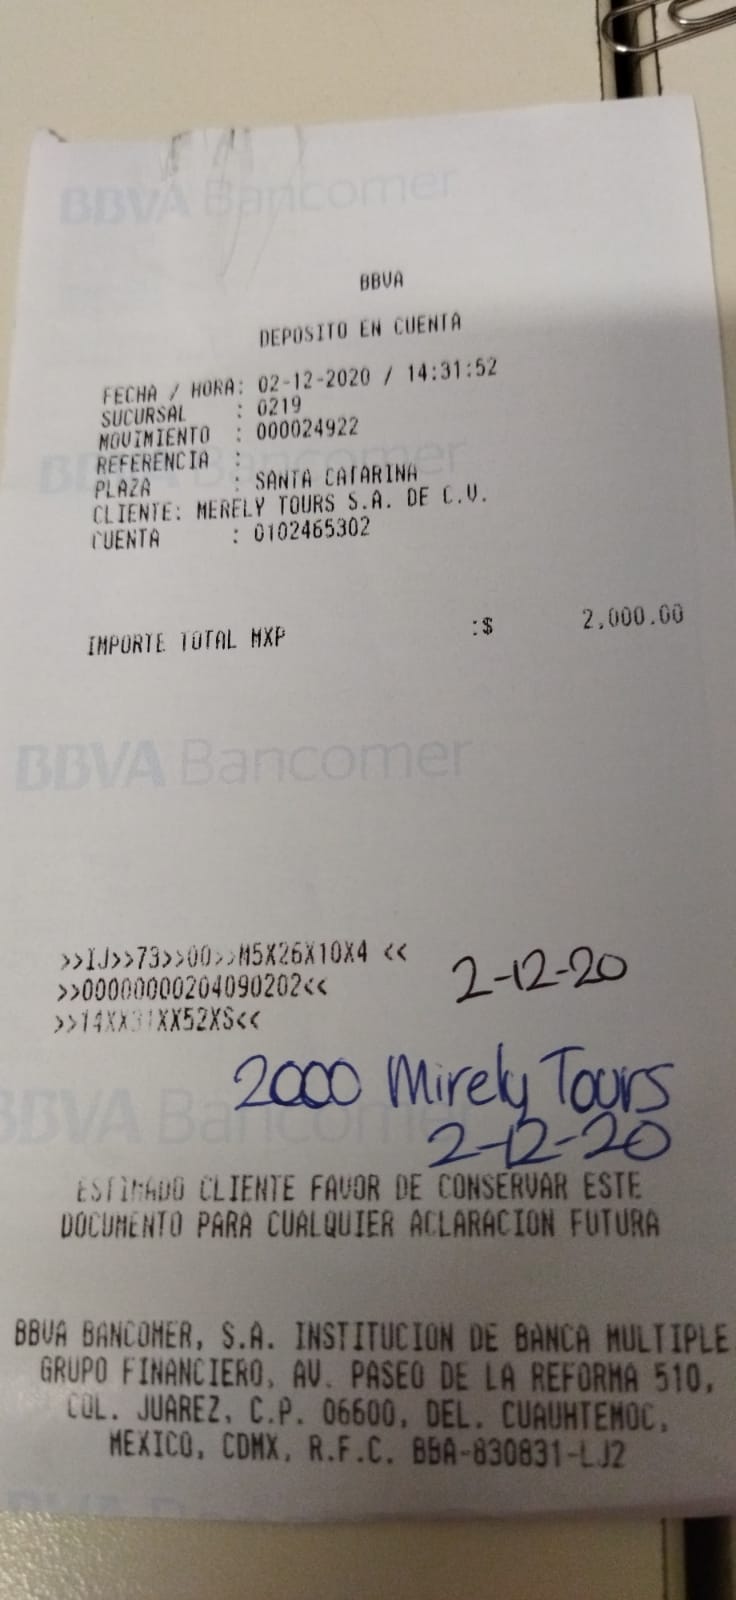 BBVA Bancomer
BBVA
DEPOSITO EN CUENTA
FECHA / HORA: 02-12-2020 / 14:31:52
SUCURSAL : 0219
MOVIMIENTO : 000024922
REFERENCIA :
PLAZA : SANTA CATARINA
CLIENTE: MERELY TOURS S.A. DE C.V.
CUENTA : 0102465302
IMPORTE TOTAL MXP :$ 2,000.00
BBVA Bancomer
>>IJ>>73>>00>>M5X26X10X4 <<
>>00000000204090202<<
>>14XX31XX52XS<<
2-12-20
2000 Mirely Tours
2-12-20
BBVA Bancomer
ESTIMADO CLIENTE FAVOR DE CONSERVAR ESTE
DOCUMENTO PARA CUALQUIER ACLARACION FUTURA
BBVA BANCOMER, S.A. INSTITUCION DE BANCA MULTIPLE
GRUPO FINANCIERO, AV. PASEO DE LA REFORMA 510,
COL. JUAREZ, C.P. 06600, DEL. CUAUHTEMOC,
MEXICO, CDMX, R.F.C. BBA-830831-LJ2